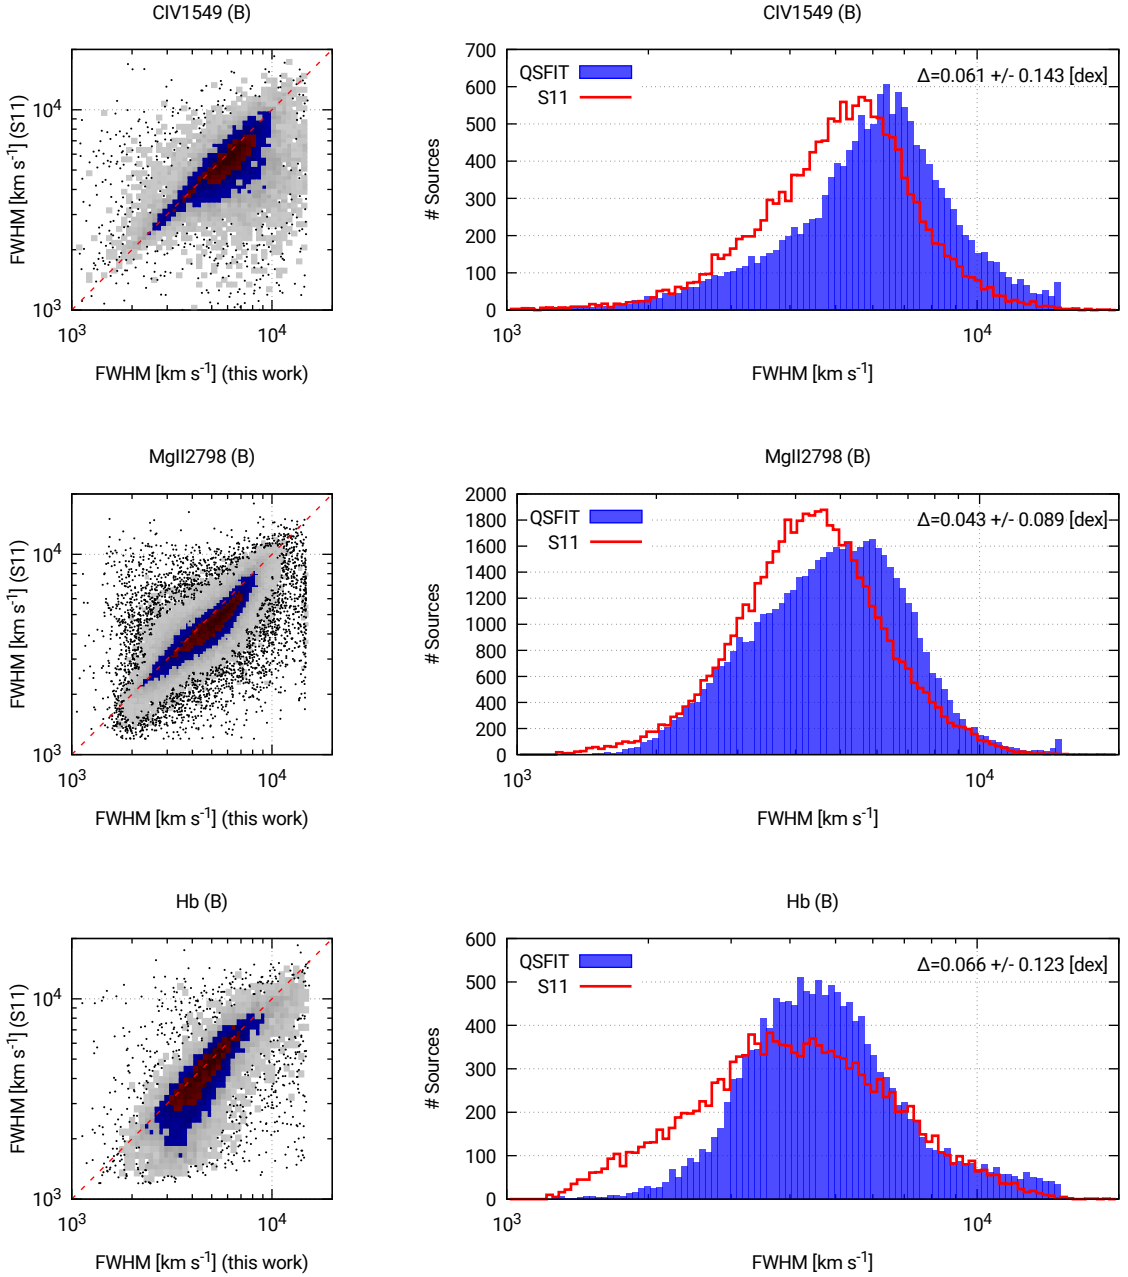 CIV1549 (B)
FWHM [km s-1] (S11)
10^4
10^3
10^3
10^4
FWHM [km s-1] (this work)
CIV1549 (B)
# Sources
700
600
500
400
300
200
100
0
QSFIT
S11
Δ=0.061 +/- 0.143 [dex]
10^3
10^4
FWHM [km s-1]
MgII2798 (B)
FWHM [km s-1] (S11)
10^4
10^3
10^3
10^4
FWHM [km s-1] (this work)
MgII2798 (B)
# Sources
2000
1800
1600
1400
1200
1000
800
600
400
200
0
QSFIT
S11
Δ=0.043 +/- 0.089 [dex]
10^3
10^4
FWHM [km s-1]
Hb (B)
FWHM [km s-1] (S11)
10^4
10^3
10^3
10^4
FWHM [km s-1] (this work)
Hb (B)
# Sources
600
500
400
300
200
100
0
QSFIT
S11
Δ=0.066 +/- 0.123 [dex]
10^3
10^4
FWHM [km s-1]